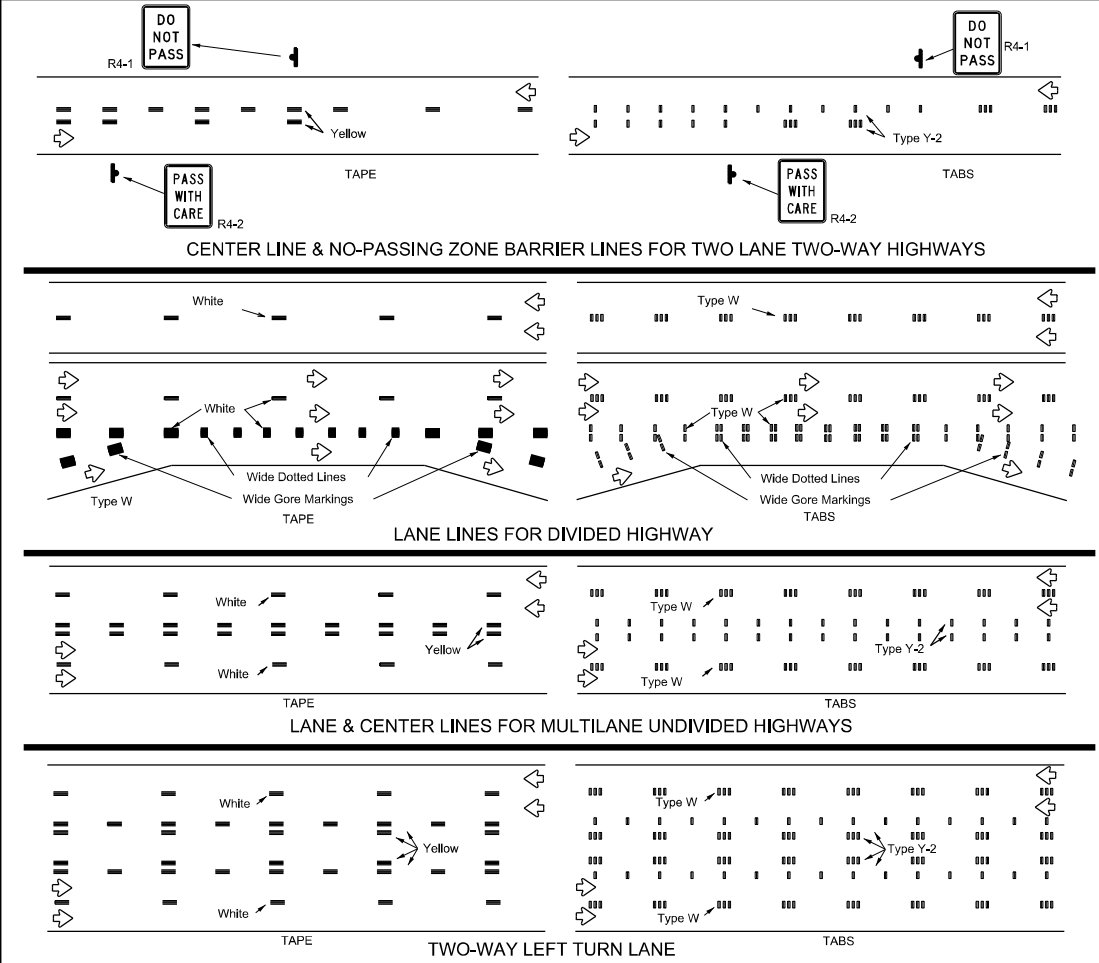 DO
NOT
PASS
R4-1
DO
NOT
PASS
R4-1
Yellow
Type Y-2
TAPE
TABS
PASS
WITH
CARE
R4-2
PASS
WITH
CARE
R4-2
CENTER LINE & NO-PASSING ZONE BARRIER LINES FOR TWO LANE TWO-WAY HIGHWAYS
White
Type W
White
Type W
Wide Dotted Lines
Wide Dotted Lines
Type W
Wide Gore Markings
Wide Gore Markings
TAPE
TABS
LANE LINES FOR DIVIDED HIGHWAY
White
Type W
Yellow
Type Y-2
White
Type W
TAPE
TABS
LANE & CENTER LINES FOR MULTILANE UNDIVIDED HIGHWAYS
White
Type W
Yellow
Type Y-2
White
Type W
TAPE
TABS
TWO-WAY LEFT TURN LANE